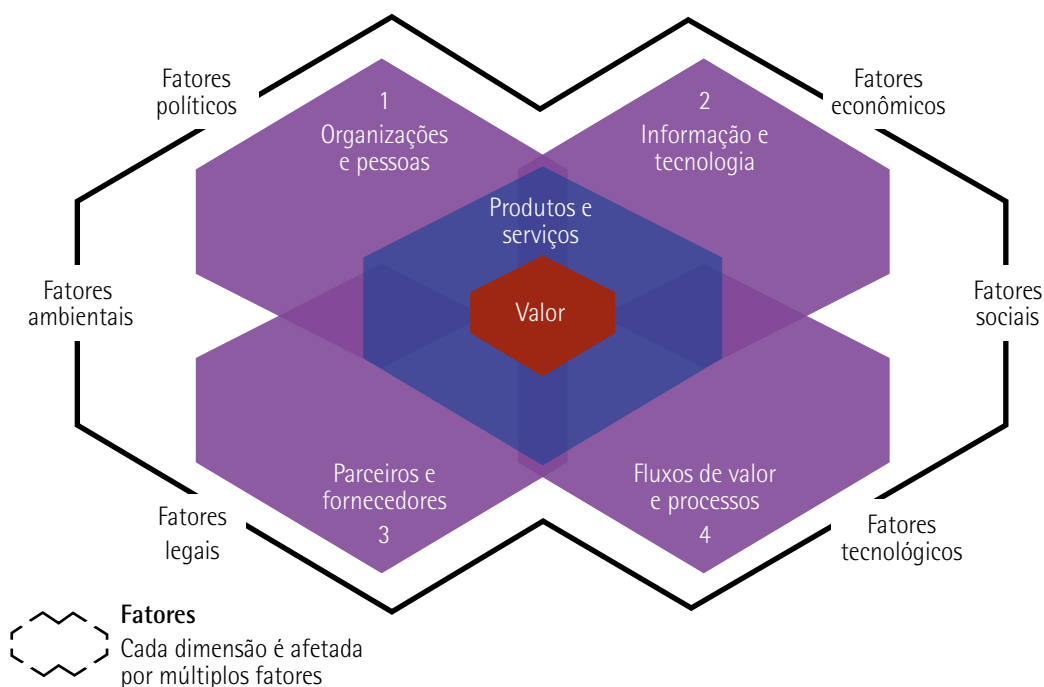 Fatores
políticos
Fatores
econômicos
1
Organizações
e pessoas
2
Informação e
tecnologia
Produtos e
serviços
Valor
Fatores
ambientais
Fatores
sociais
Parceiros e
fornecedores
3
Fluxos de valor
e processos
4
Fatores
legais
Fatores
tecnológicos
Fatores
Cada dimensão é afetada
por múltiplos fatores